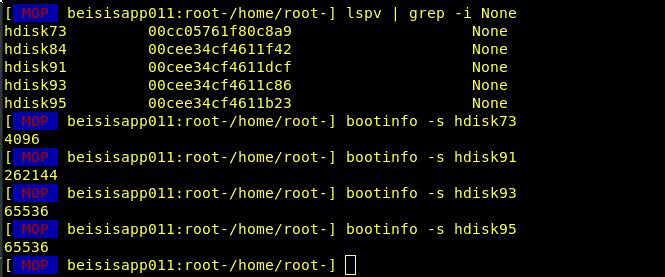 [ MOP  beisisapp011:root-/home/root-] lspv | grep -i None
hdisk73         00cc05761f80c8a9                    None
hdisk84         00cee34cf4611f42                    None
hdisk91         00cee34cf4611dcf                    None
hdisk93         00cee34cf4611c86                    None
hdisk95         00cee34cf4611b23                    None
[ MOP  beisisapp011:root-/home/root-] bootinfo -s hdisk73
4096
[ MOP  beisisapp011:root-/home/root-] bootinfo -s hdisk91
262144
[ MOP  beisisapp011:root-/home/root-] bootinfo -s hdisk93
65536
[ MOP  beisisapp011:root-/home/root-] bootinfo -s hdisk95
65536
[ MOP  beisisapp011:root-/home/root-]